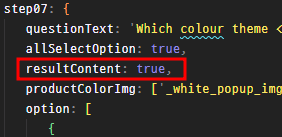 step07: {
questionText: 'Which colour theme <
allSelectOption: true,
resultContent: true,
productColorImg: ['_white_popup_img
option: [
{